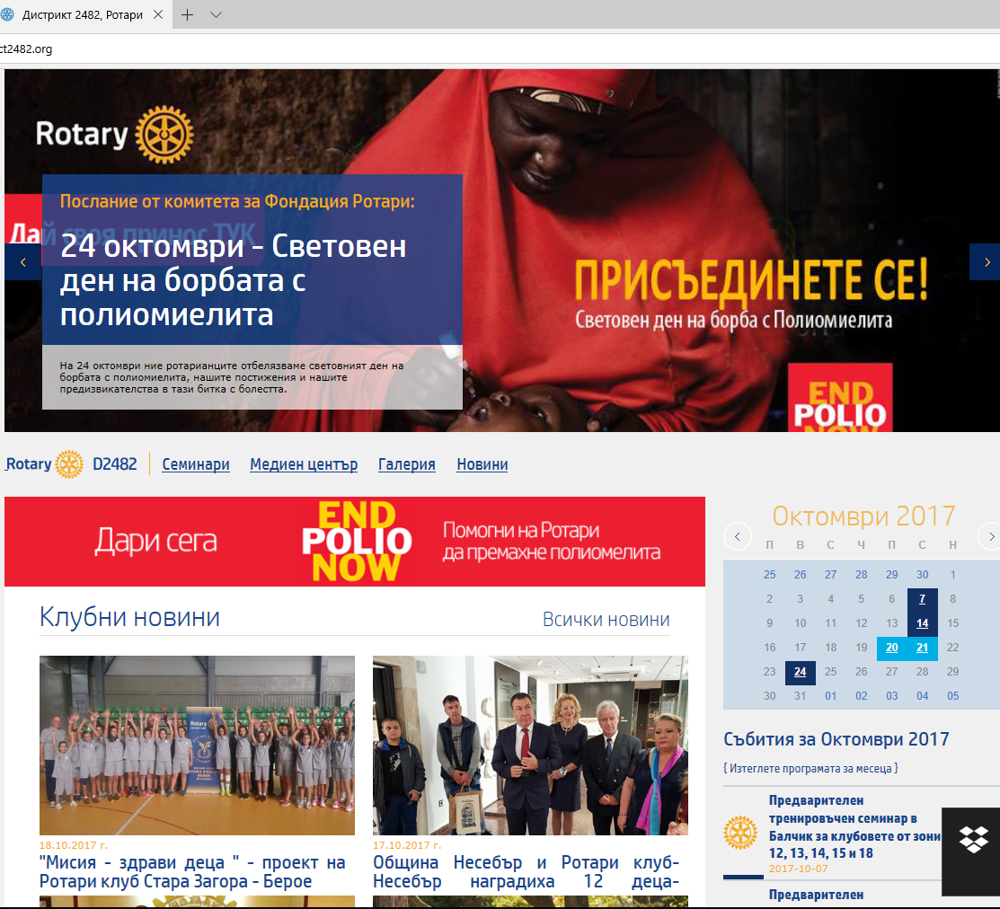 Дистрикт 2482, Ротари
ct2482.org
Rotary
Послание от комитета за Фондация Ротари:
Дай своя принос ТУК
24 октомври - Световен
ден на борбата с
полиомиелита
ПРИСЪЕДИНЕТЕ СЕ!
Световен ден на борба с Полиомиелита
На 24 октомври ние ротарианците отбелязваме световният ден на
борбата с полиомиелита, нашите постижения и нашите
предизвикателства в тази битка с болестта.
END
POLIO
NOW
Rotary D2482 Семинари Медиен център Галерия Новини
Дари сега
END
POLIO
NOW
Помогни на Ротари
да премахне полиомелита
Клубни новини Всички новини
Rotary
18.10.2017 г.
"Мисия - здрави деца " - проект на
Ротари клуб Стара Загора - Берое
17.10.2017 г.
Община Несебър и Ротари клуб-
Несебър наградиха 12 деца-
Октомври 2017
П В С Ч П С Н
25 26 27 28 29 30 1
2 3 4 5 6 7 8
9 10 11 12 13 14 15
16 17 18 19 20 21 22
23 24 25 26 27 28 29
30 31 01 02 03 04 05
Събития за Октомври 2017
{ Изтеглете програмата за месеца }
Предварителен
тренировъчен семинар в
Балчик за клубовете от зони
12, 13, 14, 15 и 18
2017-10-07
Предварителен